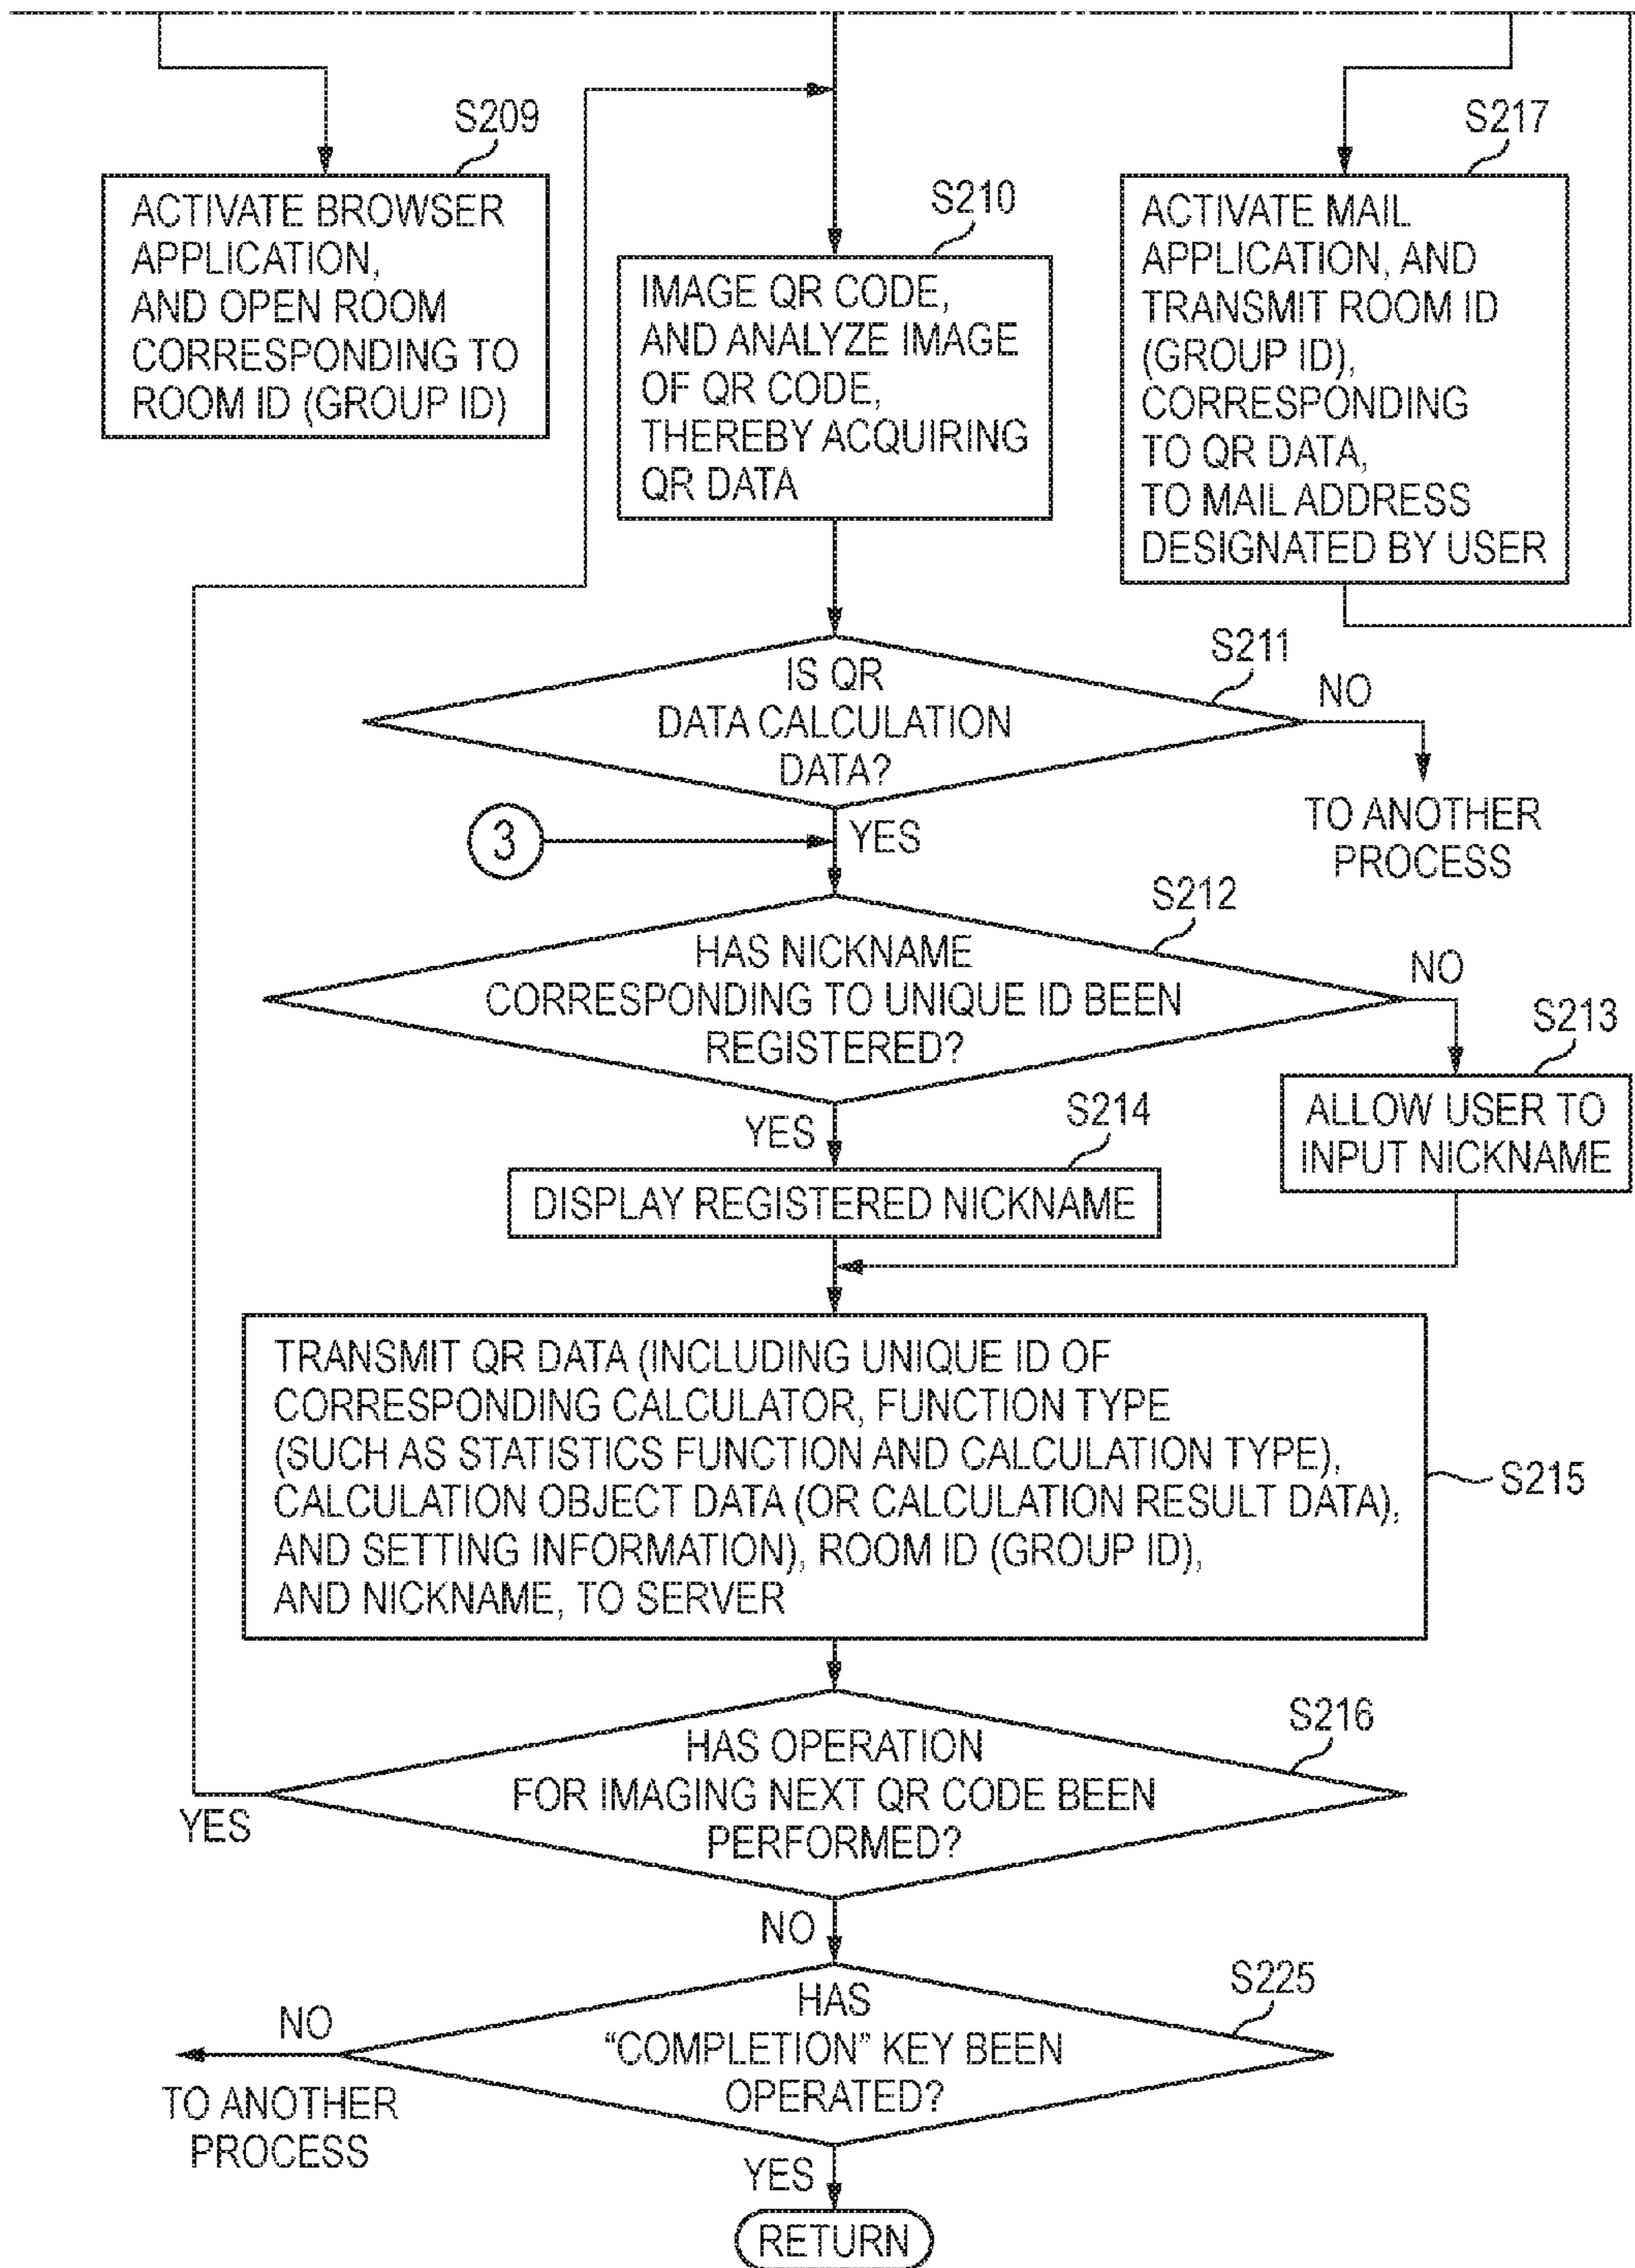 S209
ACTIVATE BROWSER
APPLICATION,
AND OPEN ROOM
CORRESPONDING TO
ROOM ID (GROUP ID)
S210
IMAGE QR CODE,
AND ANALYZE IMAGE
OF QR CODE,
THEREBY ACQUIRING
QR DATA
S217
ACTIVATE MAIL
APPLICATION, AND
TRANSMIT ROOM ID
(GROUP ID),
CORRESPONDING
TO QR DATA,
TO MAIL ADDRESS
DESIGNATED BY USER
S211
IS QR
DATA CALCULATION
DATA?
NO
TO ANOTHER
PROCESS
3
YES
S212
HAS NICKNAME
CORRESPONDING TO UNIQUE ID BEEN
REGISTERED?
NO
S213
ALLOW USER TO
INPUT NICKNAME
YES
S214
DISPLAY REGISTERED NICKNAME
TRANSMIT QR DATA (INCLUDING UNIQUE ID OF
CORRESPONDING CALCULATOR, FUNCTION TYPE
(SUCH AS STATISTICS FUNCTION AND CALCULATION TYPE),
CALCULATION OBJECT DATA (OR CALCULATION RESULT DATA),
AND SETTING INFORMATION), ROOM ID (GROUP ID),
AND NICKNAME, TO SERVER
S215
S216
HAS OPERATION
FOR IMAGING NEXT QR CODE BEEN
PERFORMED?
YES
NO
S225
HAS
“COMPLETION” KEY BEEN
OPERATED?
NO
TO ANOTHER
PROCESS
YES
RETURN